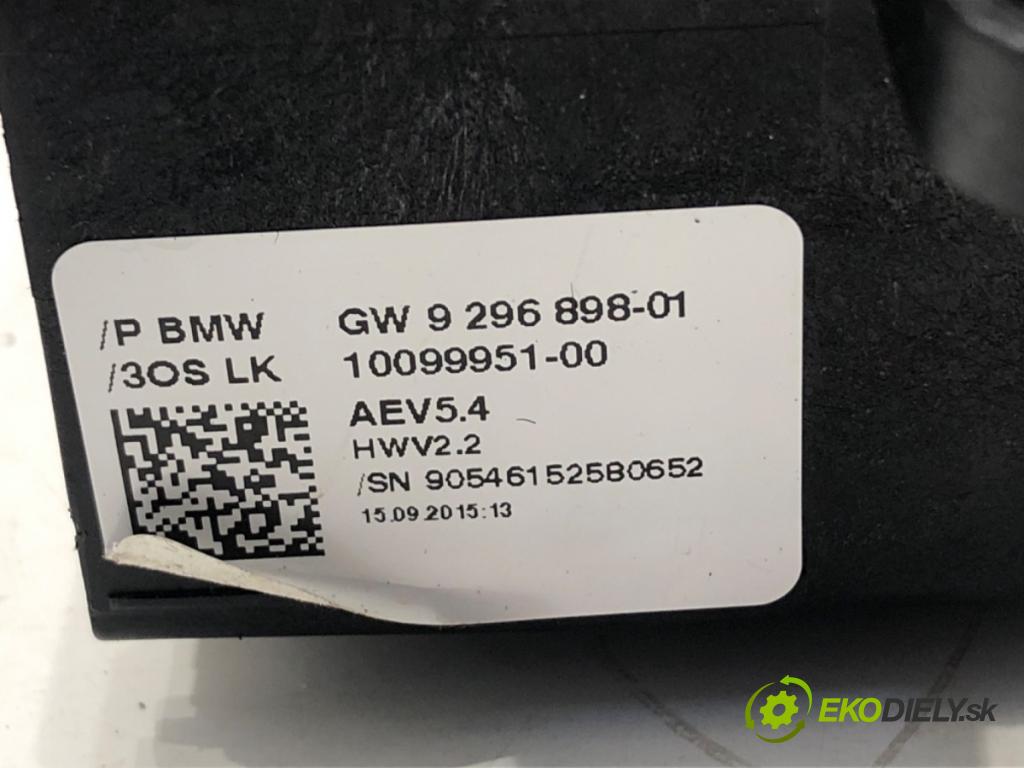 /P BMW GW 9 296 898-01
/3OS LK 10099951-00
AEV5.4
HWV2.2
/SN 90546152580652
15.09.2015:13
EKODIELY.sk